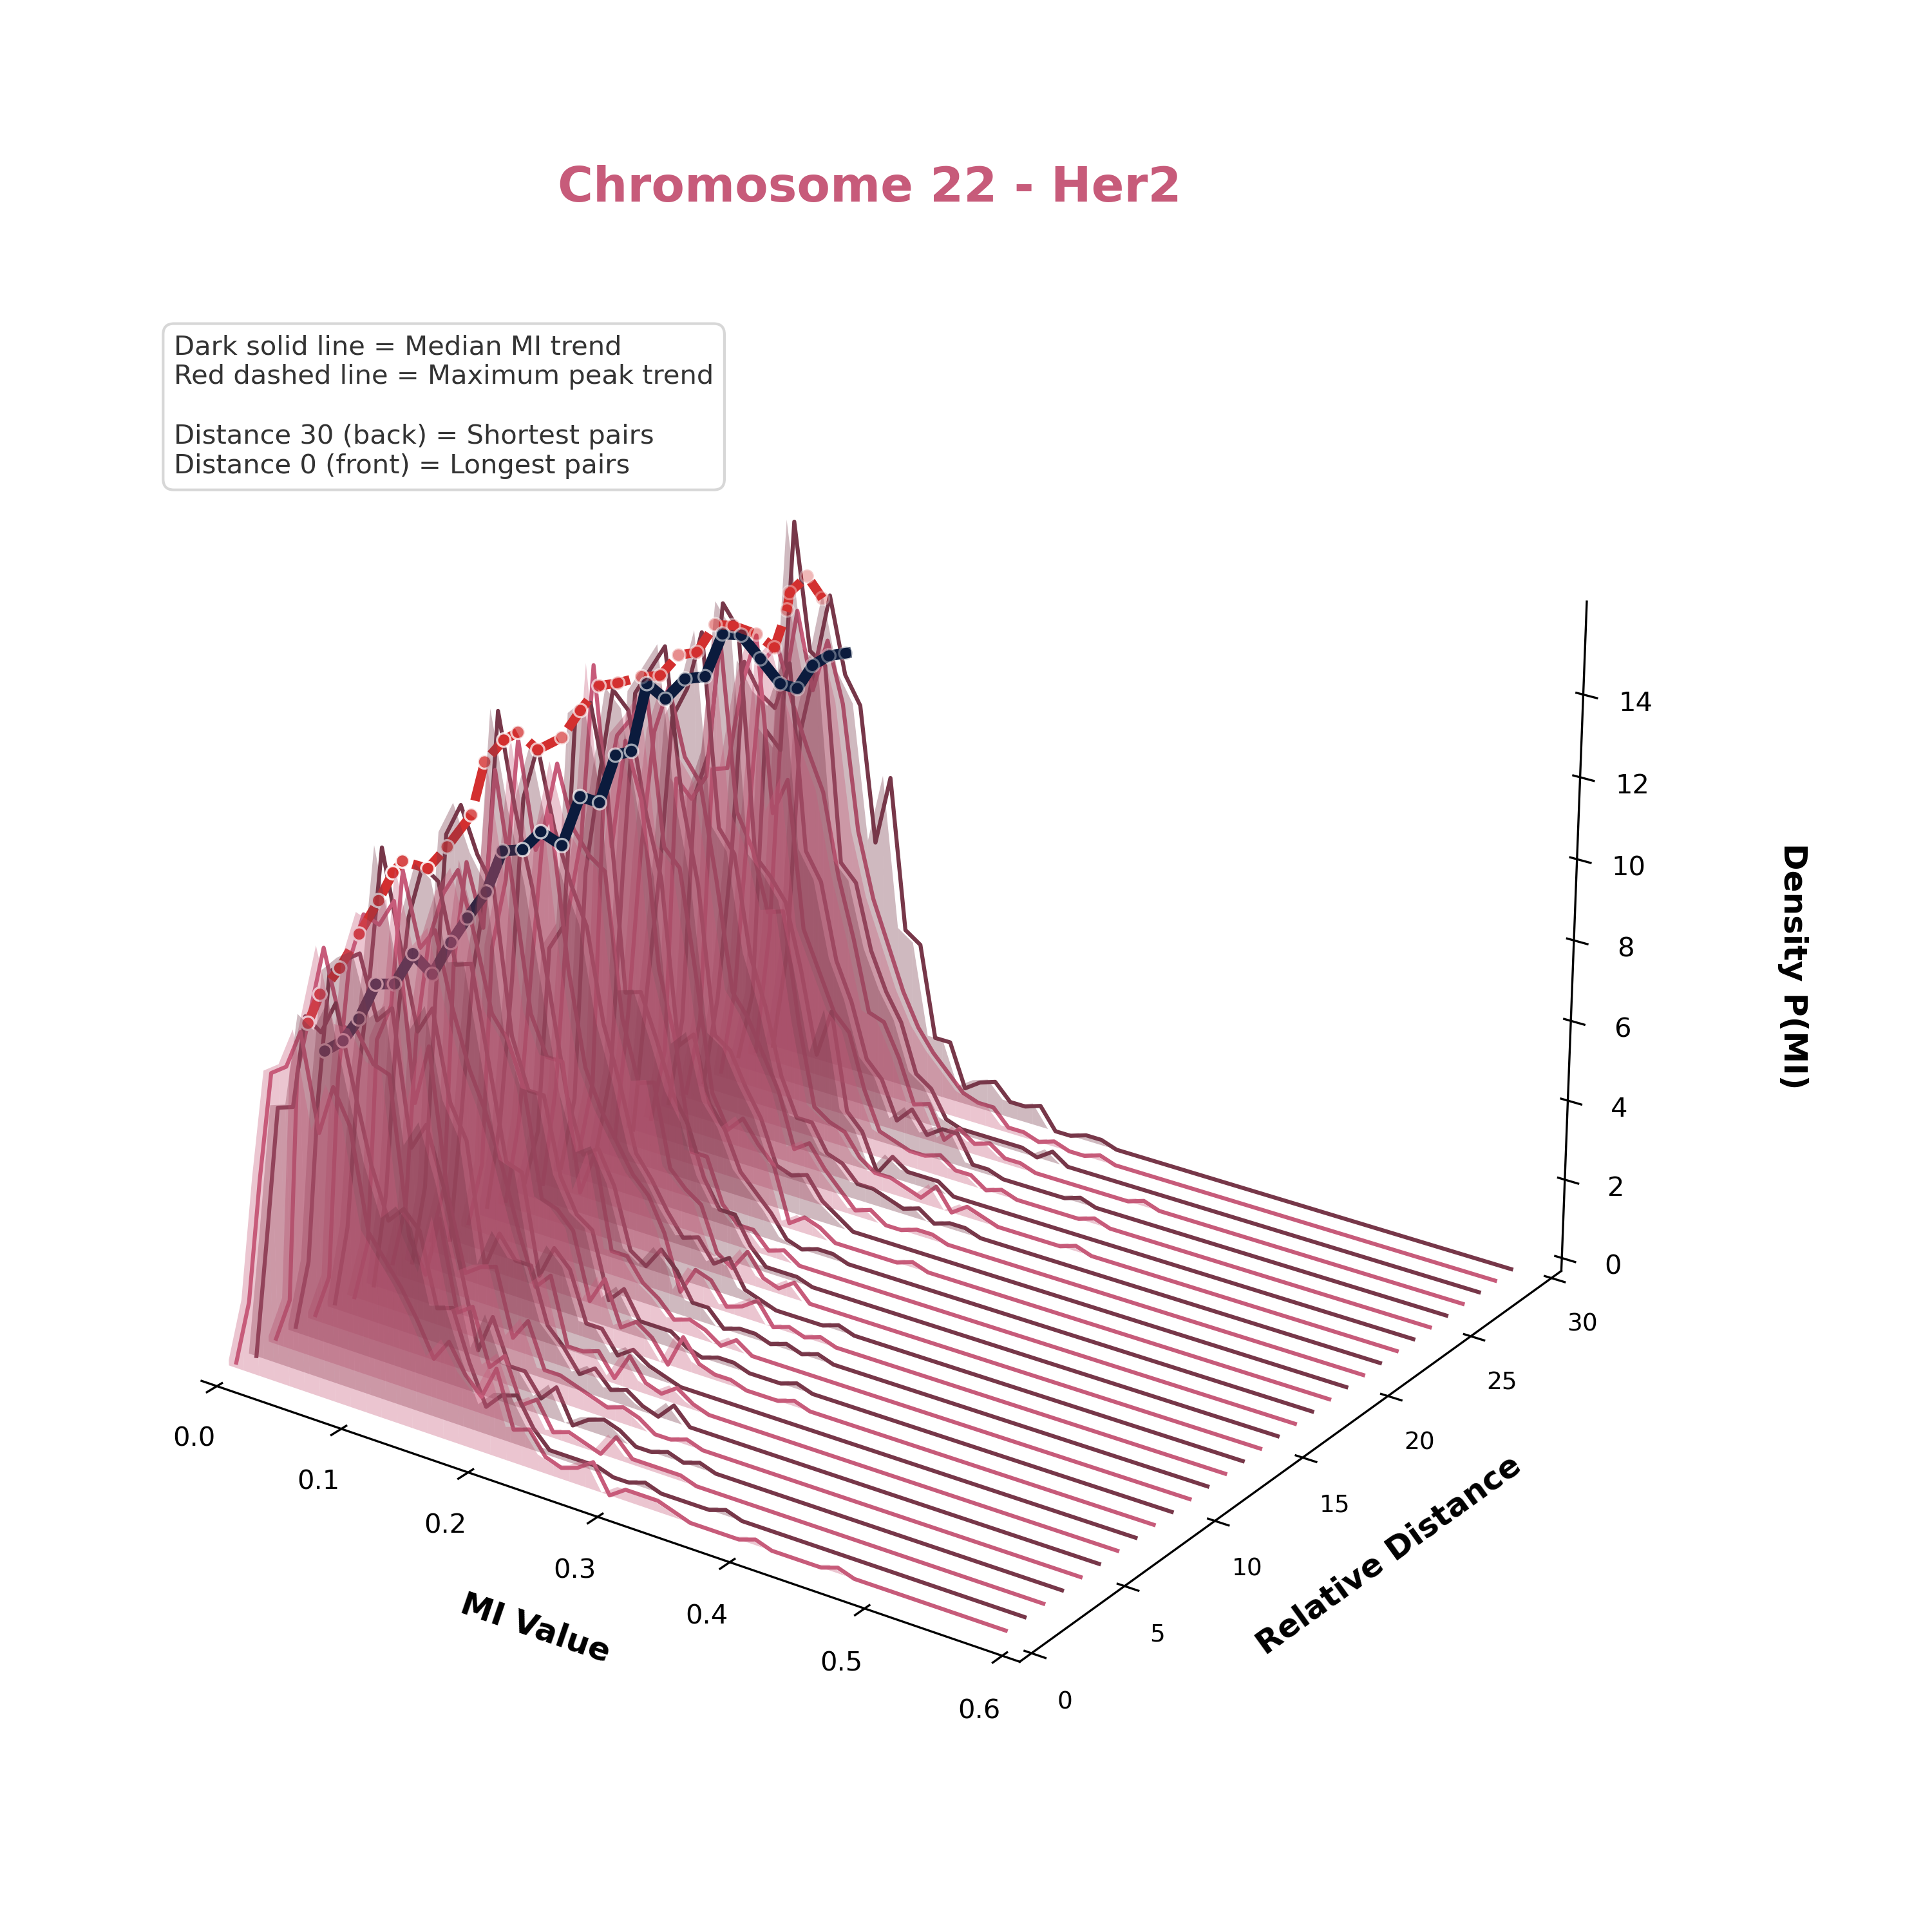 Chromosome 22 - Her2
Dark solid line = Median MI trend
Red dashed line = Maximum peak trend
Distance 30 (back) = Shortest pairs
Distance 0 (front) = Longest pairs
14
12
10
8
6
4
2
0
Density P(MI)
30
25
20
15
10
5
0
Relative Distance
0.0
0.1
0.2
0.3
0.4
0.5
0.6
MI Value